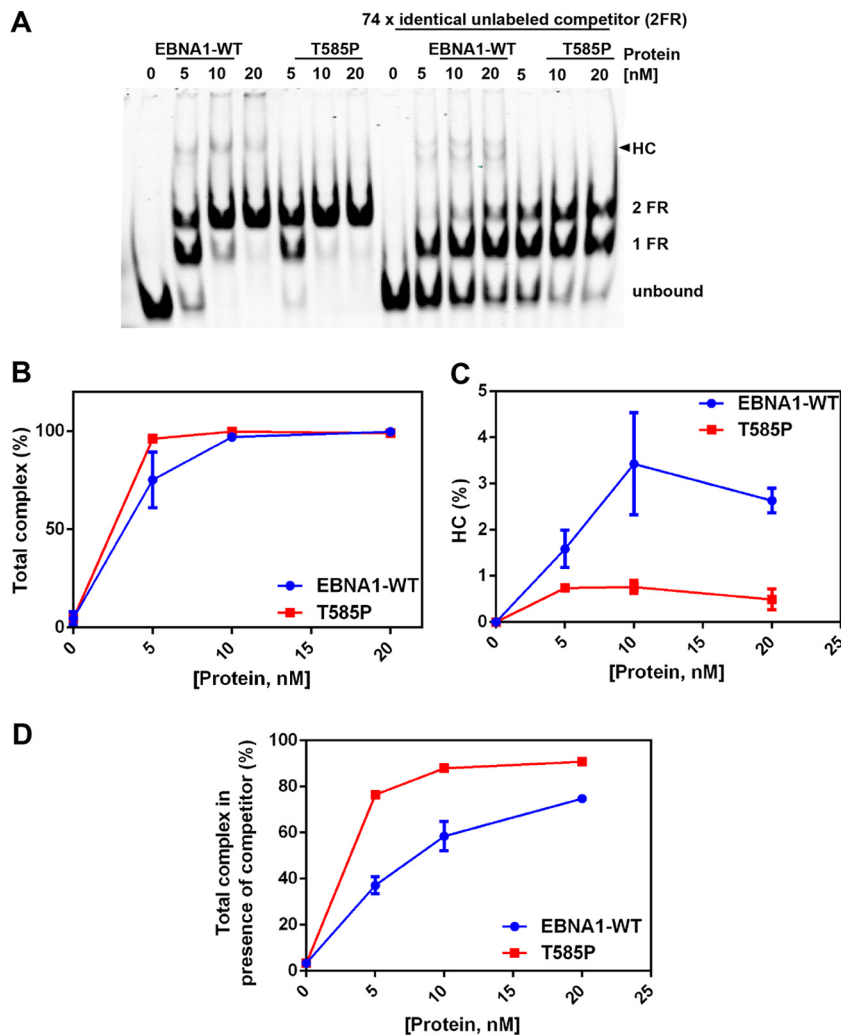 A
74 x identical unlabeled competitor (2FR)
EBNA1-WT T585P EBNA1-WT T585P Protein
0 5 10 20 5 10 20 0 5 10 20 5 10 20 [nM]
HC
2 FR
1 FR
unbound
B
Total complex (%)
100
50
0
0 5 10 15 20
[Protein, nM]
EBNA1-WT
T585P
C
HC (%)
5
4
3
2
1
0
0 5 10 15 20 25
[Protein, nM]
EBNA1-WT
T585P
D
Total complex in
presence of competitor (%)
100
80
60
40
20
0
0 5 10 15 20 25
[Protein, nM]
EBNA1-WT
T585P